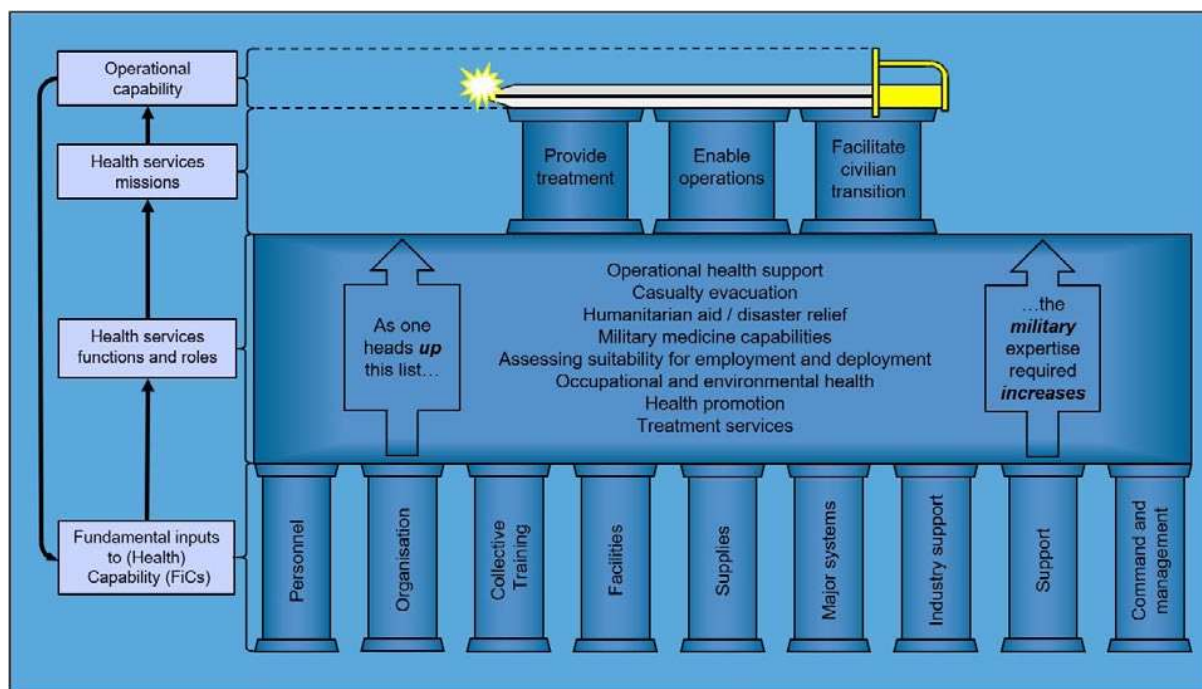 Operational
capability
Health services
missions
Health services
functions and roles
Fundamental inputs
to (Health)
Capability (FiCs)
Provide
treatment
Enable
operations
Facilitate
civilian
transition
As one
heads up
this list…
Operational health support
Casualty evacuation
Humanitarian aid / disaster relief
Military medicine capabilities
Assessing suitability for employment and deployment
Occupational and environmental health
Health promotion
Treatment services
…the
military
expertise
required
increases
Personnel
Organisation
Collective
Training
Facilities
Supplies
Major systems
Industry support
Support
Command and
management